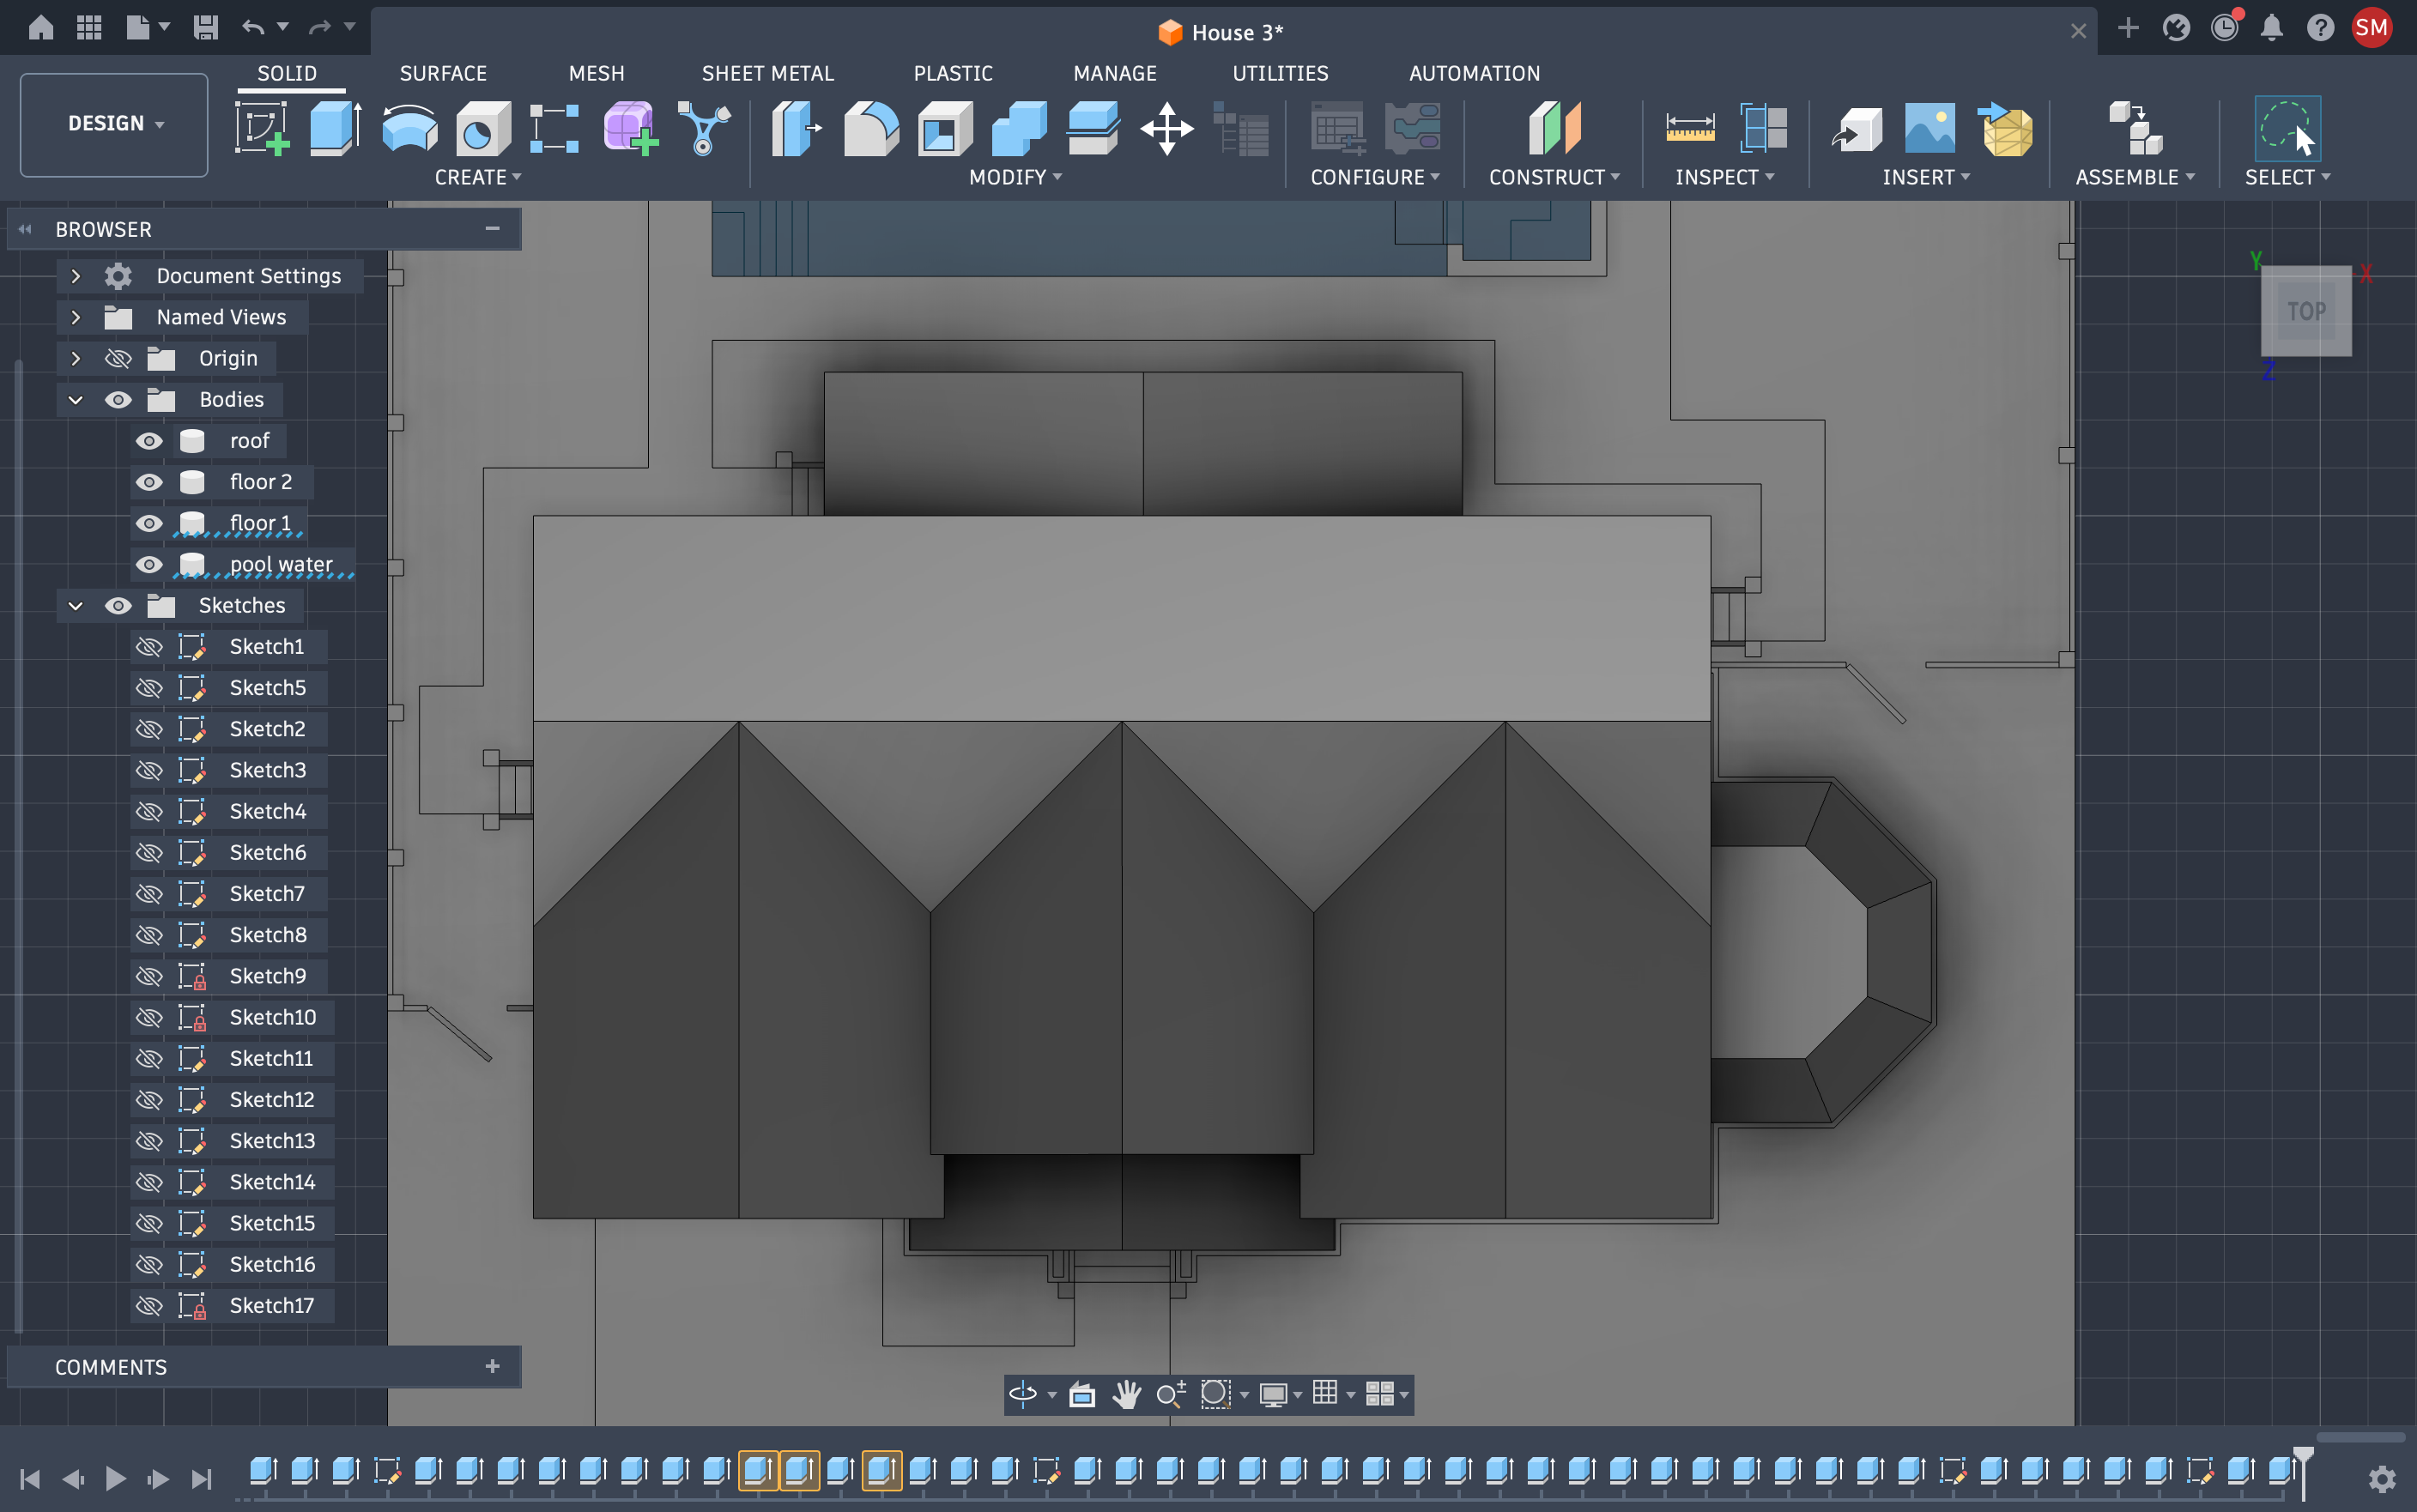 House 3*
SM
DESIGN
SOLID SURFACE MESH SHEET METAL PLASTIC MANAGE UTILITIES AUTOMATION
CREATE MODIFY CONFIGURE CONSTRUCT INSPECT INSERT ASSEMBLE SELECT
BROWSER
Document Settings
Named Views
Origin
Bodies
roof
floor 2
floor 1
pool water
Sketches
Sketch1
Sketch5
Sketch2
Sketch3
Sketch4
Sketch6
Sketch7
Sketch8
Sketch9
Sketch10
Sketch11
Sketch12
Sketch13
Sketch14
Sketch15
Sketch16
Sketch17
COMMENTS
Y
X
TOP
Z